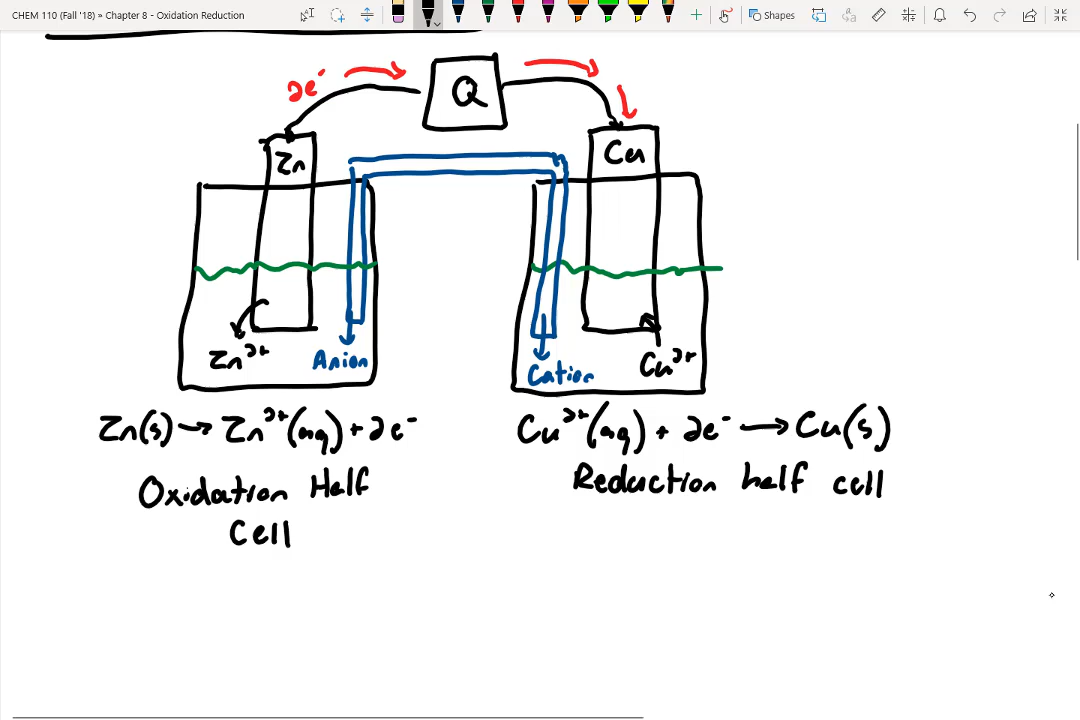 CHEM 110 (Fall '18) » Chapter 8 - Oxidation Reduction
Shapes
2e⁻
Q
Zn
Cu
Zn²⁺
Anion
Cation
Cu²⁺
Zn(s) → Zn²⁺(aq) + 2e⁻
Cu²⁺(aq) + 2e⁻ → Cu(s)
Oxidation Half
Cell
Reduction half cell